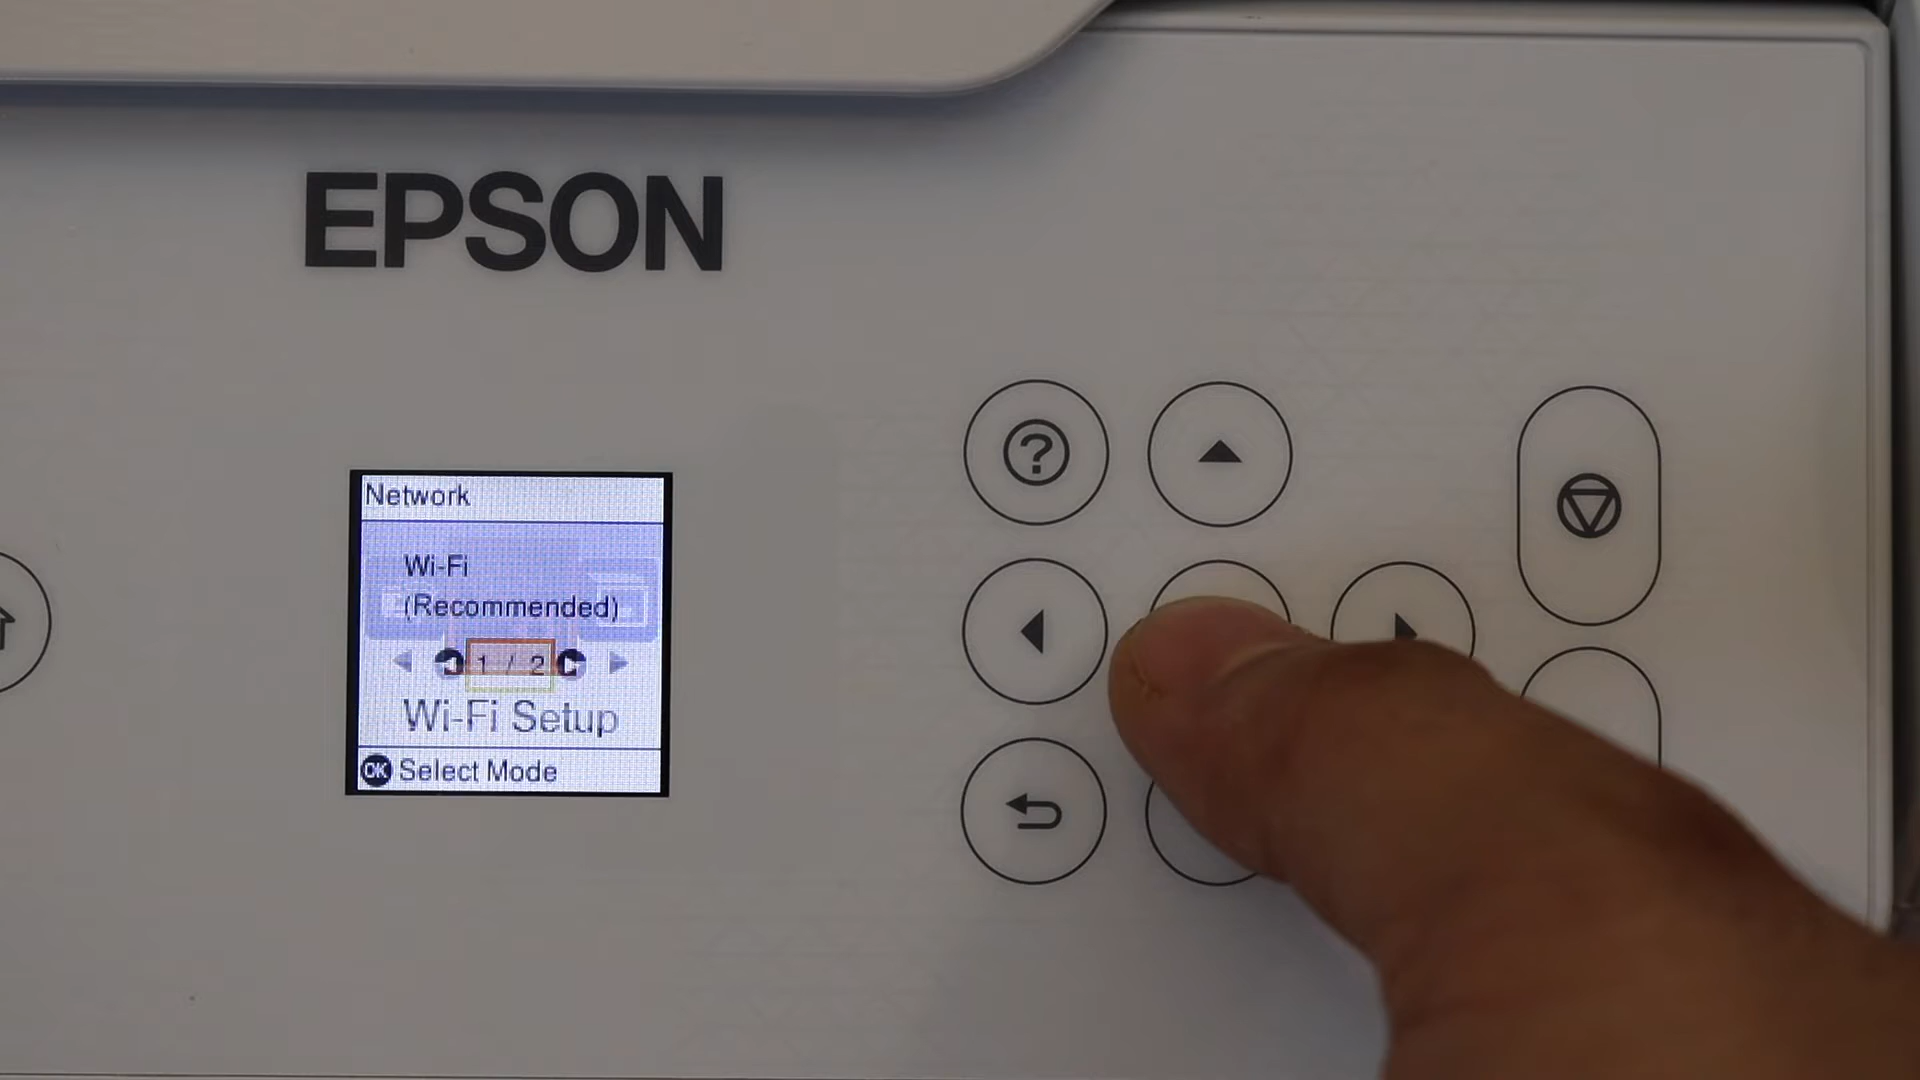 EPSON
Network
Wi-Fi
(Recommended)
1 / 2
Wi-Fi Setup
OK Select Mode
?